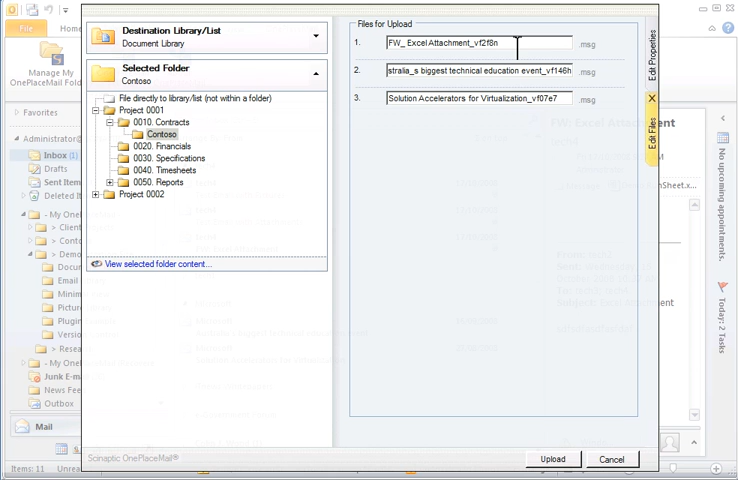 File
Home
Manage My
OnePlaceMail Fold
Favorites
Administrator@
Inbox (1)
Drafts
Sent Item
Deleted It
- My One
> Client
> Conto
> Demo
Docu
Email
Minim
Picture
Plugin
Versio
> Resea
- My One
Junk E-ma
News Fee
Outbox
Mail
Items: 11
Unrea
Destination Library/List
Document Library
Selected Folder
Contoso
File directly to library/list (not within a folder)
Project 0001
0010. Contracts
Contoso
0020. Financials
0030. Specifications
0040. Timesheets
0050. Reports
Project 0002
View selected folder content...
Scinaptic OnePlaceMail®
Files for Upload
1. FW_ Excel Attachment_vf2f8n .msg
2. stralia_s biggest technical education event_vf146h .msg
3. Solution Accelerators for Virtualization_vf07e7 .msg
Upload
Cancel
Edit Properties
X
Edit Files
FW: Excel Attachment
No upcoming appointments.
Today: 2 Tasks